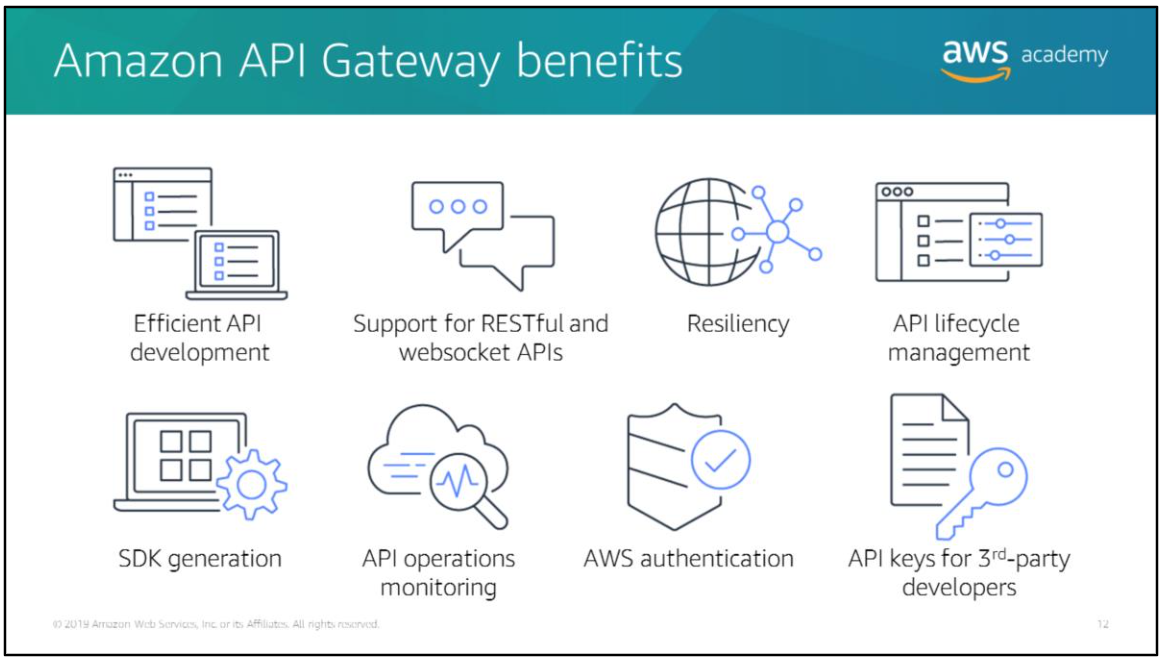 Amazon API Gateway benefits
aws academy
Efficient API
development
Support for RESTful and
websocket APIs
Resiliency
API lifecycle
management
SDK generation
API operations
monitoring
AWS authentication
API keys for 3rd-party
developers
© 2019 Amazon Web Services, Inc. or its Affiliates. All rights reserved.
12